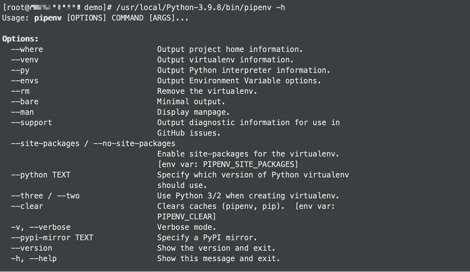 [root@ demo]# /usr/local/Python-3.9.8/bin/pipenv -h
Usage: pipenv [OPTIONS] COMMAND [ARGS]...
Options:
--where Output project home information.
--venv Output virtualenv information.
--py Output Python interpreter information.
--envs Output Environment Variable options.
--rm Remove the virtualenv.
--bare Minimal output.
--man Display manpage.
--support Output diagnostic information for use in
GitHub issues.
--site-packages / --no-site-packages
Enable site-packages for the virtualenv.
[env var: PIPENV_SITE_PACKAGES]
--python TEXT Specify which version of Python virtualenv
should use.
--three / --two Use Python 3/2 when creating virtualenv.
--clear Clears caches (pipenv, pip). [env var:
PIPENV_CLEAR]
-v, --verbose Verbose mode.
--pypi-mirror TEXT Specify a PyPI mirror.
--version Show the version and exit.
-h, --help Show this message and exit.